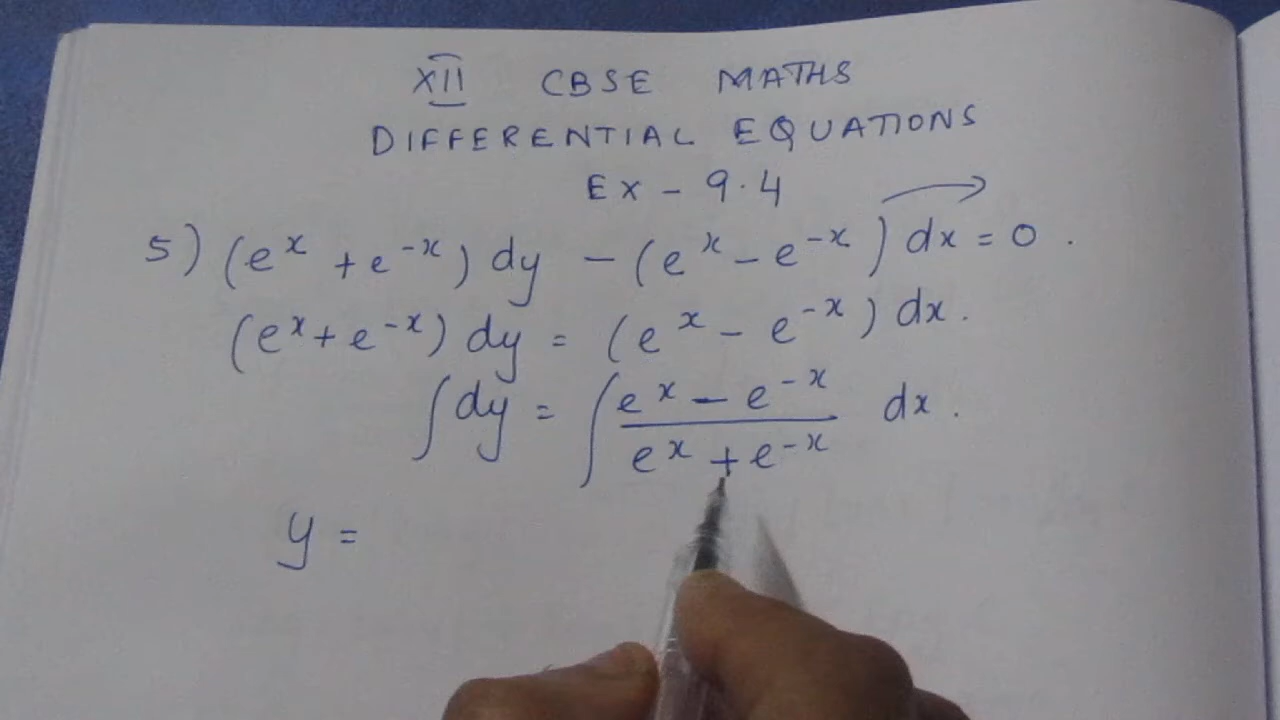 XII CBSE MATHS
DIFFERENTIAL EQUATIONS
EX - 9.4
5) (e^x + e^-x) dy - (e^x - e^-x) dx = 0 .
(e^x + e^-x) dy = (e^x - e^-x) dx .
∫ dy = ∫ (e^x - e^-x)/(e^x + e^-x) dx .
y =